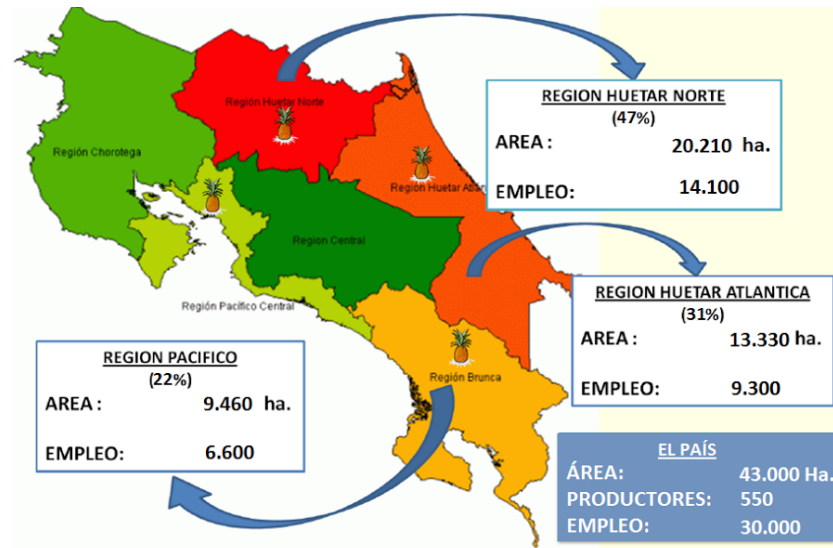 REGION HUETAR NORTE
(47%)
AREA : 20.210 ha.
EMPLEO: 14.100
Región Huetar Norte
Región Chorotega
Región Huetar Atlán
Region Central
REGION HUETAR ATLANTICA
(31%)
AREA : 13.330 ha.
EMPLEO: 9.300
Región Pacífico Central
REGION PACIFICO
(22%)
AREA : 9.460 ha.
EMPLEO: 6.600
Región Brunca
EL PAÍS
ÁREA: 43.000 Ha.
PRODUCTORES: 550
EMPLEO: 30.000